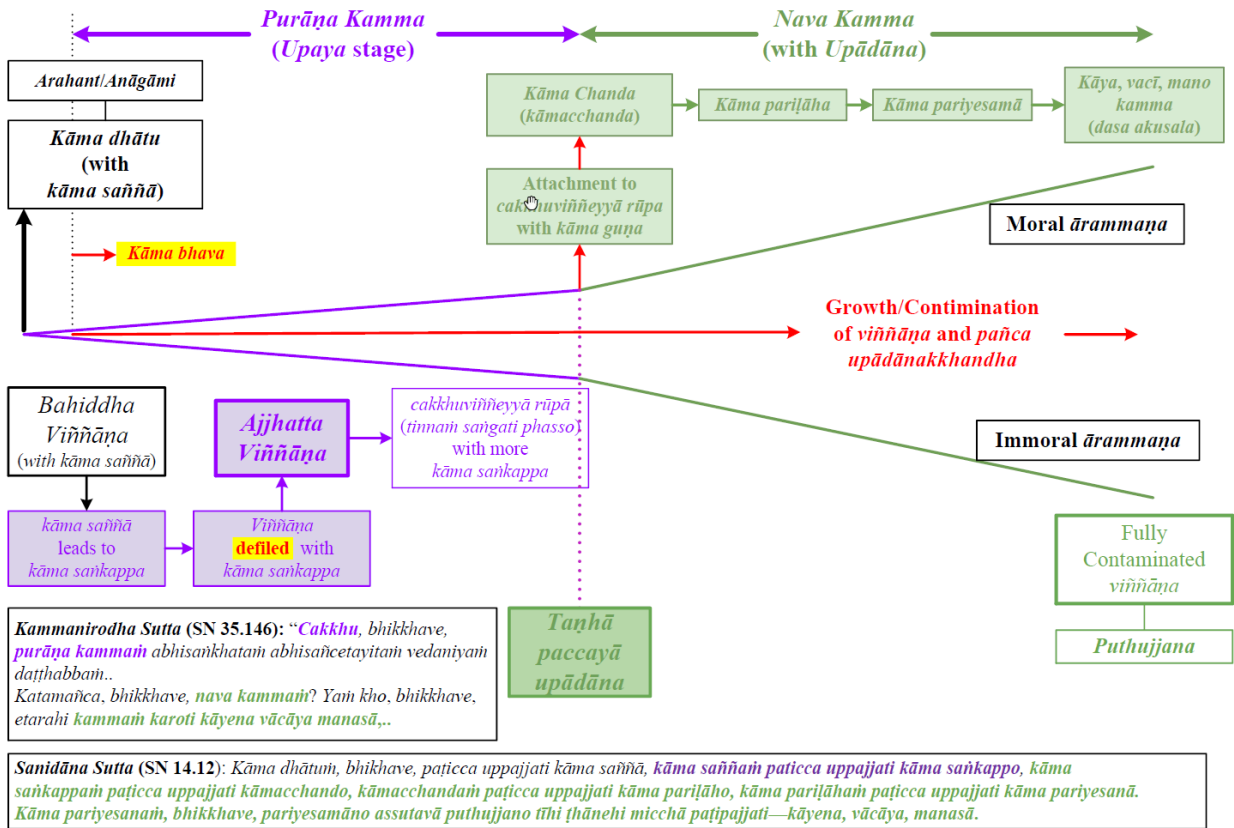 Purāṇa Kamma
(Upaya stage)
Nava Kamma
(with Upādāna)
Arahant/Anāgāmi
Kāma dhātu
(with
kāma saññā)
Kāma bhava
Kāma Chanda
(kāmacchanda)
Kāma pariḷāha
Kāma pariyesamā
Kāya, vacī, mano
kamma
(dasa akusala)
Attachment to
cakkhuviññeyyā rūpa
with kāma guṇa
Moral ārammaṇa
Growth/Contimination
of viññāṇa and pañca
upādānakkhandha
Immoral ārammaṇa
Bahiddha
Viññāṇa
(with kāma saññā)
Ajjhatta
Viññāṇa
cakkhuviññeyyā rūpā
(tinnaṁ saṅgati phasso)
with more
kāma saṅkappa
kāma saññā
leads to
kāma saṅkappa
Viññāṇa
defiled with
kāma saṅkappa
Fully
Contaminated
viññāṇa
Puthujjana
Taṇhā
paccayā
upādāna
Kammanirodha Sutta (SN 35.146): “Cakkhu, bhikkhave,
purāṇa kammaṁ abhisaṅkhataṁ abhisañcetayitaṁ vedaniyaṁ
daṭṭhabbaṁ..
Katamañca, bhikkhave, nava kammaṁ? Yaṁ kho, bhikkhave,
etarahi kammaṁ karoti kāyena vācāya manasā,..
Sanidāna Sutta (SN 14.12): Kāma dhātuṁ, bhikhave, paṭicca uppajjati kāma saññā, kāma saññaṁ paticca uppajjati kāma saṅkappo, kāma
saṅkappaṁ paṭicca uppajjati kāmacchando, kāmacchandaṁ paṭicca uppajjati kāma pariḷāho, kāma pariḷāhaṁ paṭicca uppajjati kāma pariyesanā.
Kāma pariyesanaṁ, bhikkhave, pariyesamāno assutavā puthujjano tīhi ṭhānehi micchā paṭipajjati—kāyena, vācāya, manasā.